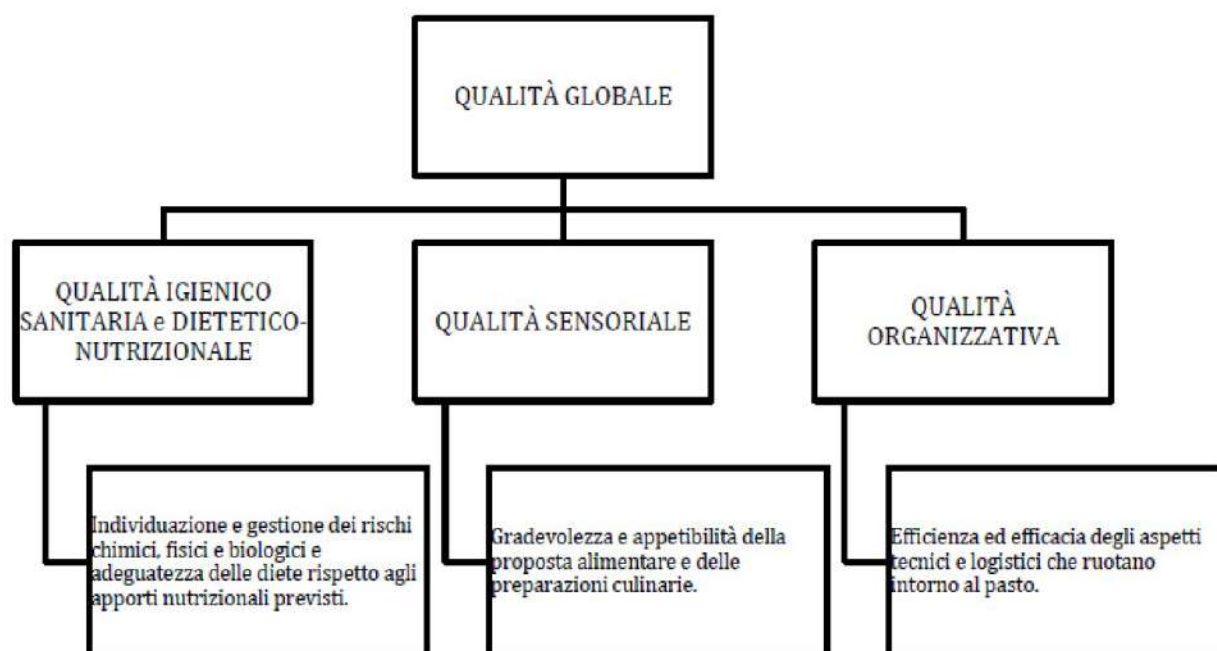 QUALITÀ GLOBALE
QUALITÀ IGIENICO
SANITARIA e DIETETICO-
NUTRIZIONALE
QUALITÀ SENSORIALE
QUALITÀ
ORGANIZZATIVA
Individuazione e gestione dei rischi
chimici, fisici e biologici e
adeguatezza delle diete rispetto agli
apporti nutrizionali previsti.
Gradevolezza e appetibilità della
proposta alimentare e delle
preparazioni culinarie.
Efficienza ed efficacia degli aspetti
tecnici e logistici che ruotano
intorno al pasto.